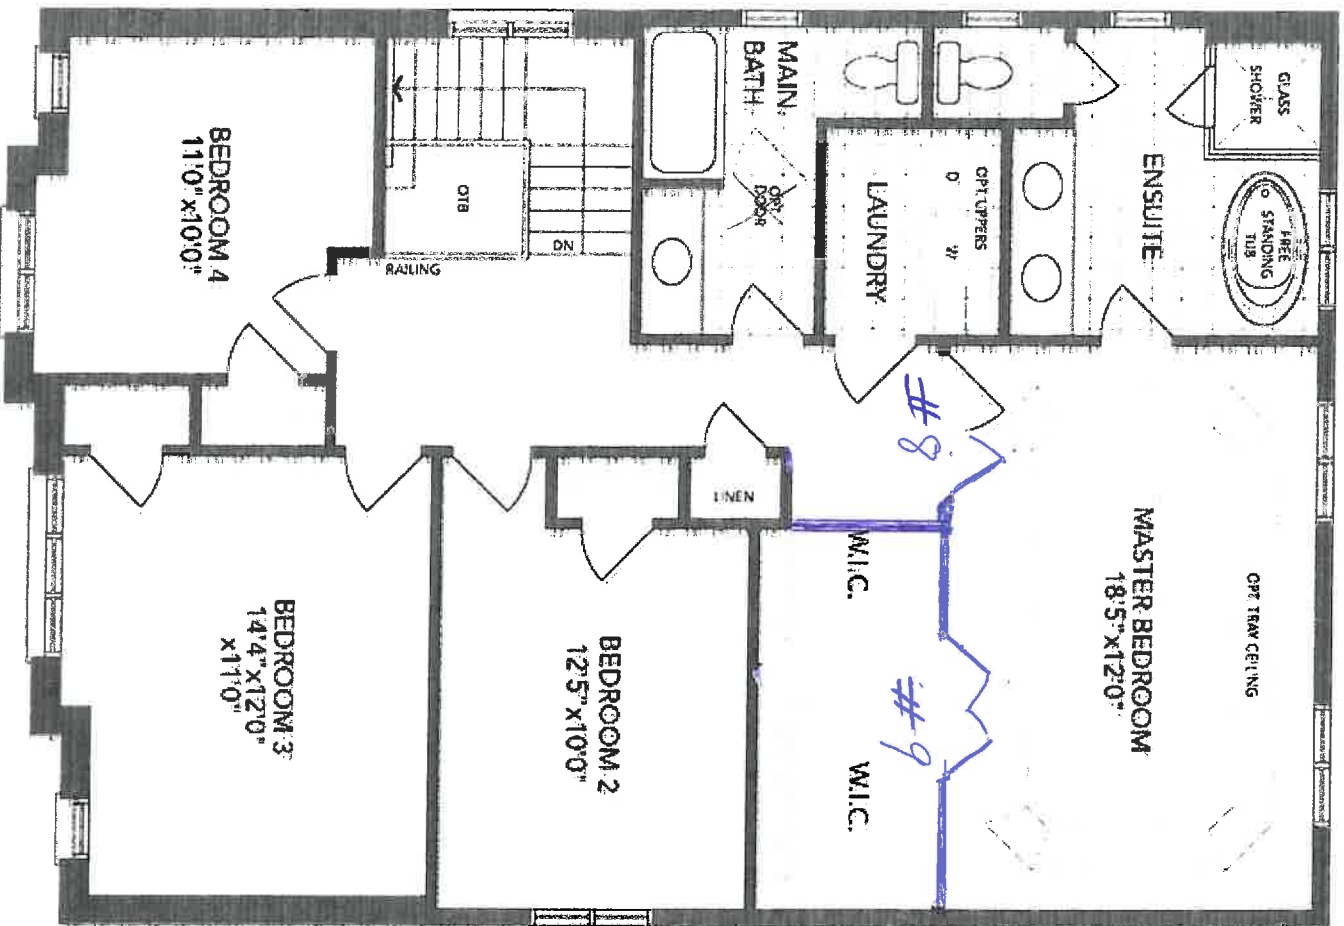 GLASS
SHOWER
FREE
STANDING
TUB
ENSUITE
OPT. UPPERS
D W
LAUNDRY
MAIN
BATH
OPT.
DOOR
OTB
DN
RAILING
BEDROOM 4
11'0" x10'0"
#8
LINEN
W.I.C.
W.I.C.
#9
OPT. TRAY CEILING
MASTER BEDROOM
18'5"x12'0"
BEDROOM 2
12'5"x10'0"
BEDROOM 3
14'4"x12'0"
x11'0"